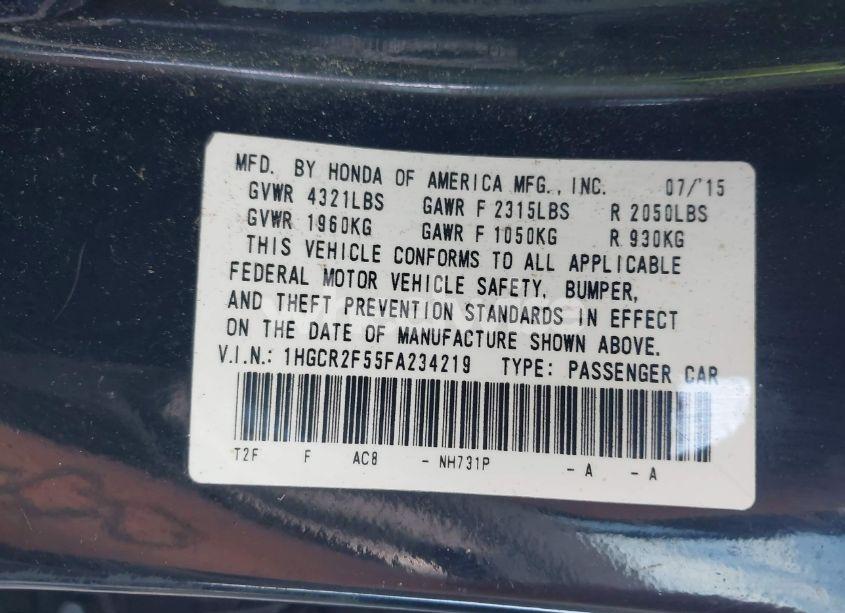 MFD. BY HONDA OF AMERICA MFG., INC. 07/'15
GVWR 4321LBS GAWR F 2315LBS R 2050LBS
GVWR 1960KG GAWR F 1050KG R 930KG
THIS VEHICLE CONFORMS TO ALL APPLICABLE
FEDERAL MOTOR VEHICLE SAFETY, BUMPER,
AND THEFT PREVENTION STANDARDS IN EFFECT
ON THE DATE OF MANUFACTURE SHOWN ABOVE.
V.I.N.: 1HGCR2F55FA234219 TYPE: PASSENGER CAR
T2F F AC8 - NH731P - A - A